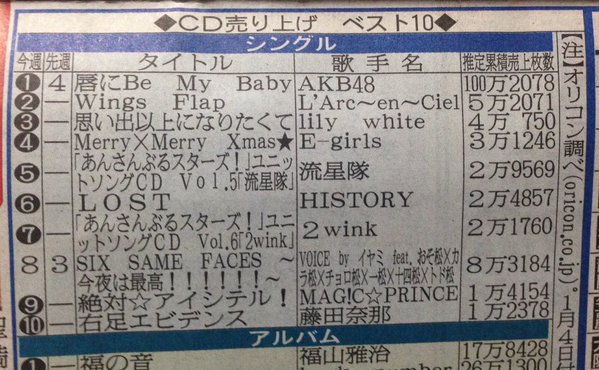 ◆CD売り上げ ベスト10◆
シングル
今週 先週 タイトル 歌手名 推定累積売上枚数
❶ 4 唇にBe My Baby AKB48 100万2078
❷ ― Wings Flap L'Arc～en～Ciel 5万2071
❸ ― 思い出以上になりたくて lily white 4万 750
❹ ― Merry×Merry Xmas★ E-girls 3万1246
❺ ― 「あんさんぶるスターズ！」ユニットソングCD Vol.5「流星隊」 流星隊 2万9569
❻ ― LOST HISTORY 2万4857
❼ ― 「あんさんぶるスターズ！」ユニットソングCD Vol.6「2wink」 2wink 2万1760
8 3 SIX SAME FACES ～今夜は最高！！！！！！～ VOICE by イヤミ feat. おそ松×カラ松×チョロ松×一松×十四松×トド松 8万3184
❾ ― 絶対☆アイシテル！ MAG!C☆PRINCE 1万4154
❿ ― 右足エビデンス 藤田奈那 1万2378
アルバム
❶ ― 福の音 福山雅治 17万8428
number 26万1300
【注】オリコン調べ(oricon.co.jp)。1月4日付